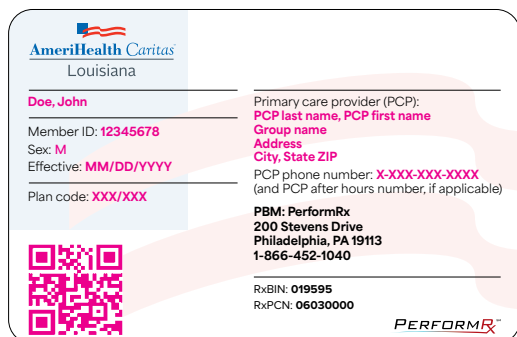 AmeriHealth Caritas
Louisiana
Doe, John
Member ID: 12345678
Sex: M
Effective: MM/DD/YYYY
Plan code: XXX/XXX
Primary care provider (PCP):
PCP last name, PCP first name
Group name
Address
City, State ZIP
PCP phone number: X-XXX-XXX-XXXX
(and PCP after hours number, if applicable)
PBM: PerformRx
200 Stevens Drive
Philadelphia, PA 19113
1-866-452-1040
RxBIN: 019595
RxPCN: 06030000
PERFORMRx℠